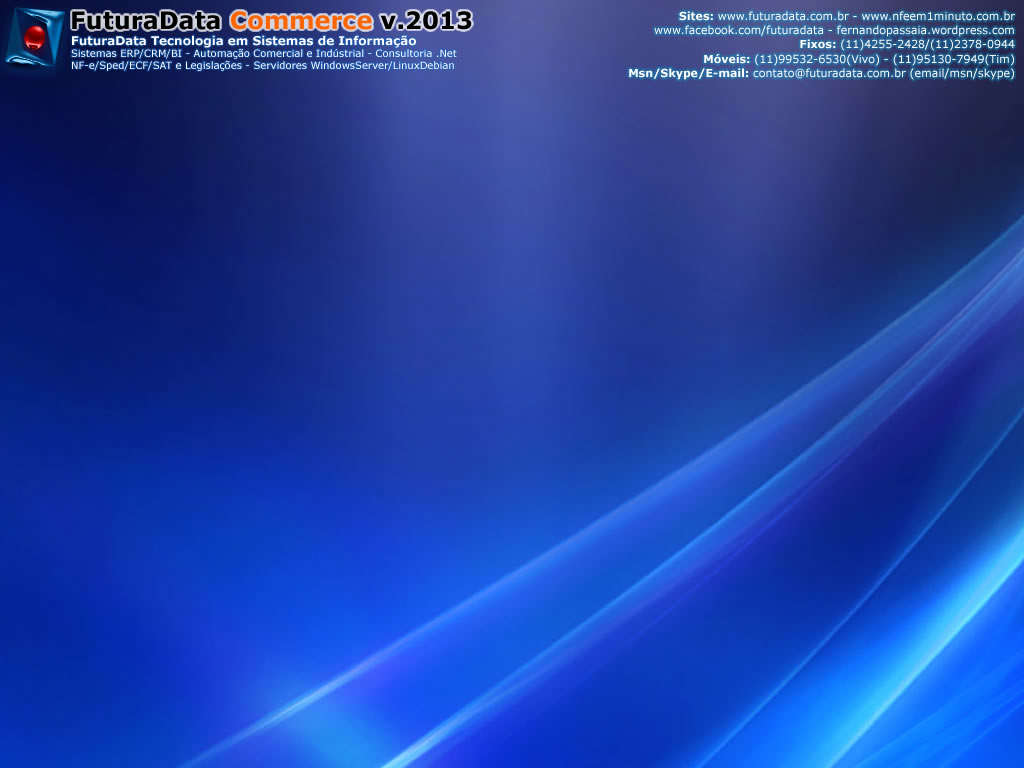 FuturaData Commerce v.2013
FuturaData Tecnologia em Sistemas de Informação
Sistemas ERP/CRM/BI - Automação Comercial e Indústrial - Consultoria .Net
NF-e/Sped/ECF/SAT e Legislações - Servidores WindowsServer/LinuxDebian
Sites: www.futuradata.com.br - www.nfeem1minuto.com.br
www.facebook.com/futuradata - fernandopassaia.wordpress.com
Fixos: (11)4255-2428/(11)2378-0944
Móveis: (11)99532-6530(Vivo) - (11)95130-7949(Tim)
Msn/Skype/E-mail: contato@futuradata.com.br (email/msn/skype)